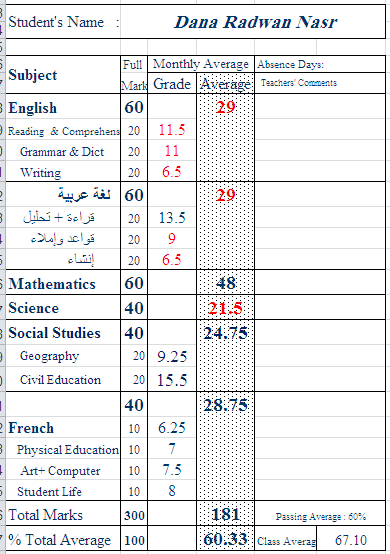 Student's Name : Dana Radwan Nasr
Subject Full Mark Monthly Average Absence Days:
Grade Average Teachers' Comments
English 60 29
Reading & Comprehens 20 11.5
Grammar & Dict 20 11
Writing 20 6.5
لغة عربية 60 29
قراءة + تحليل 20 13.5
قواعد وإملاء 20 9
إنشاء 20 6.5
Mathematics 60 48
Science 40 21.5
Social Studies 40 24.75
Geography 20 9.25
Civil Education 20 15.5
40 28.75
French 10 6.25
Physical Education 10 7
Art+ Computer 10 7.5
Student Life 10 8
Total Marks 300 181 Passing Average : 60%
% Total Average 100 60.33 Class Averag 67.10